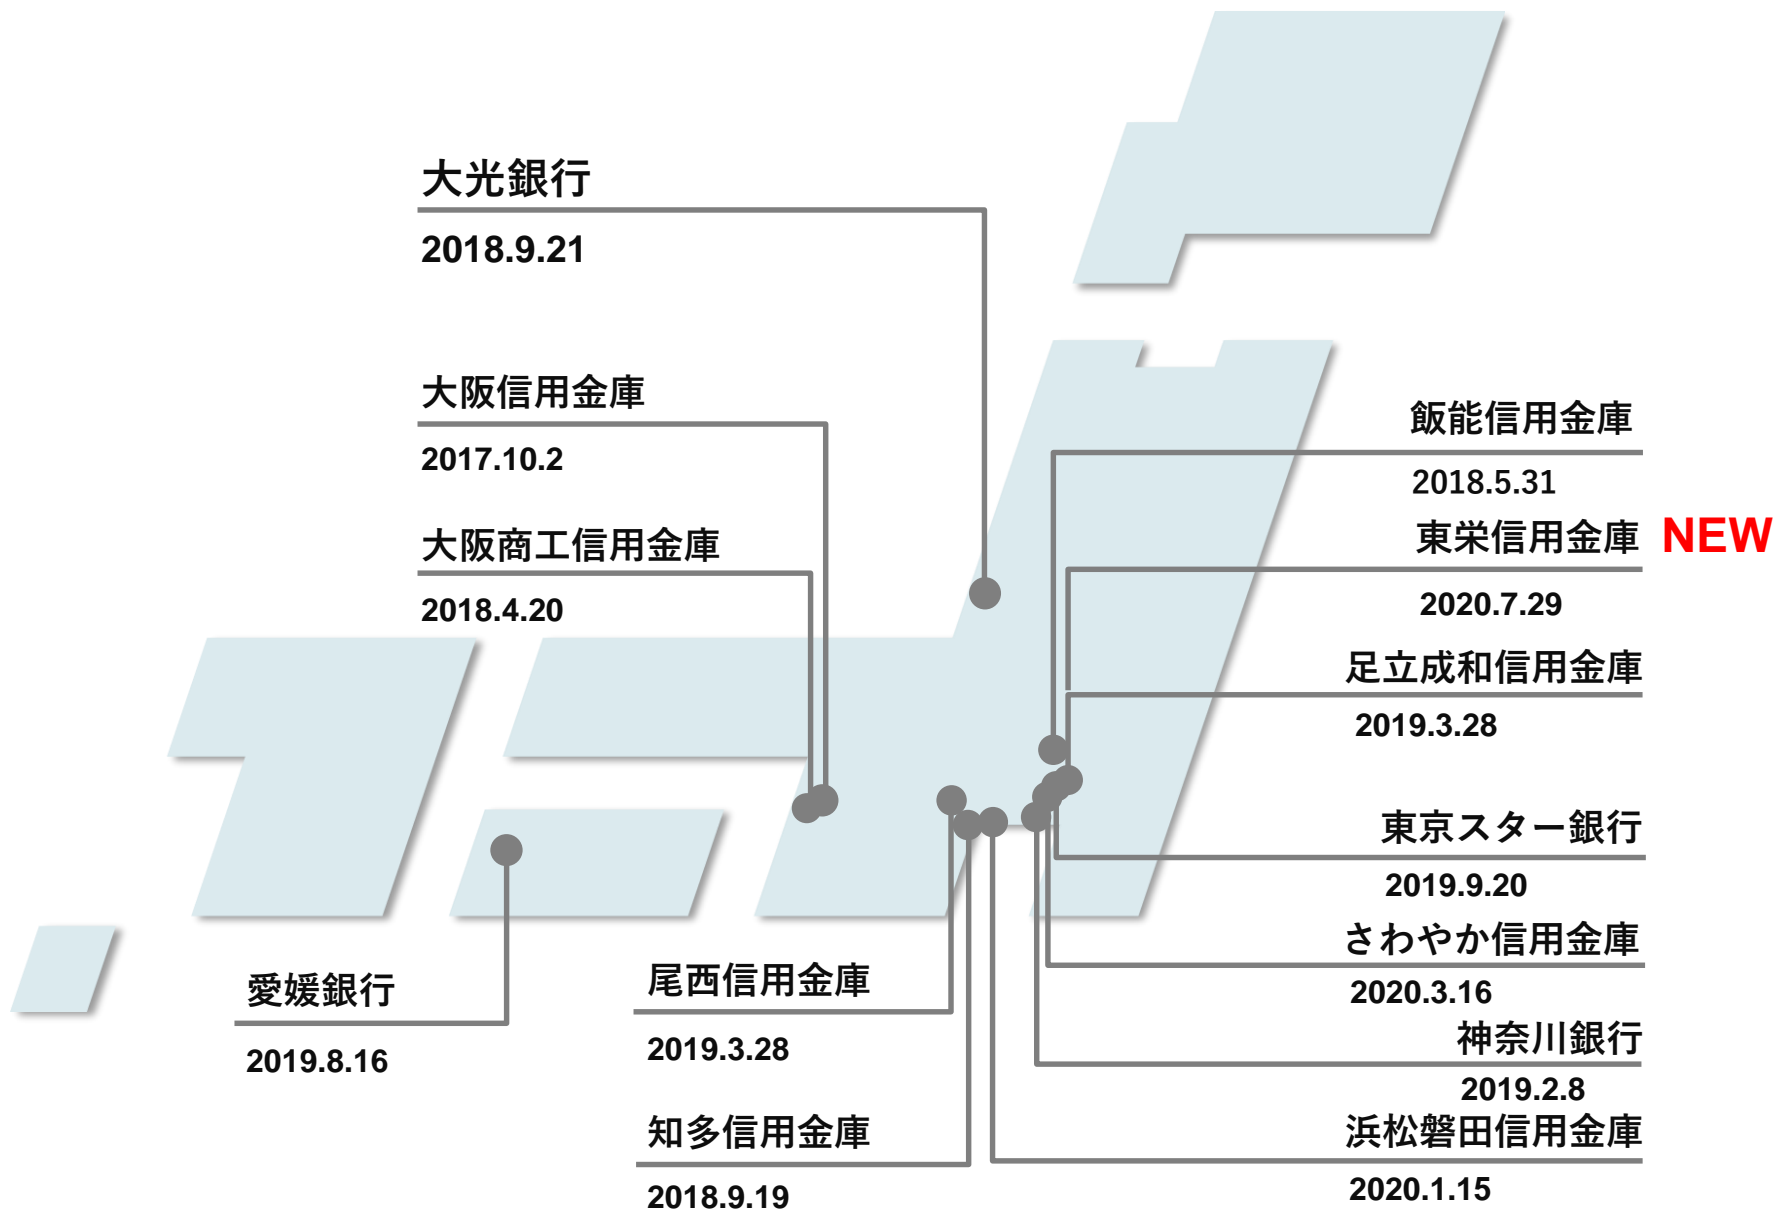 大光銀行
2018.9.21
大阪信用金庫
2017.10.2
大阪商工信用金庫
2018.4.20
飯能信用金庫
2018.5.31
東栄信用金庫 NEW
2020.7.29
足立成和信用金庫
2019.3.28
東京スター銀行
2019.9.20
さわやか信用金庫
2020.3.16
神奈川銀行
2019.2.8
浜松磐田信用金庫
2020.1.15
愛媛銀行
2019.8.16
尾西信用金庫
2019.3.28
知多信用金庫
2018.9.19